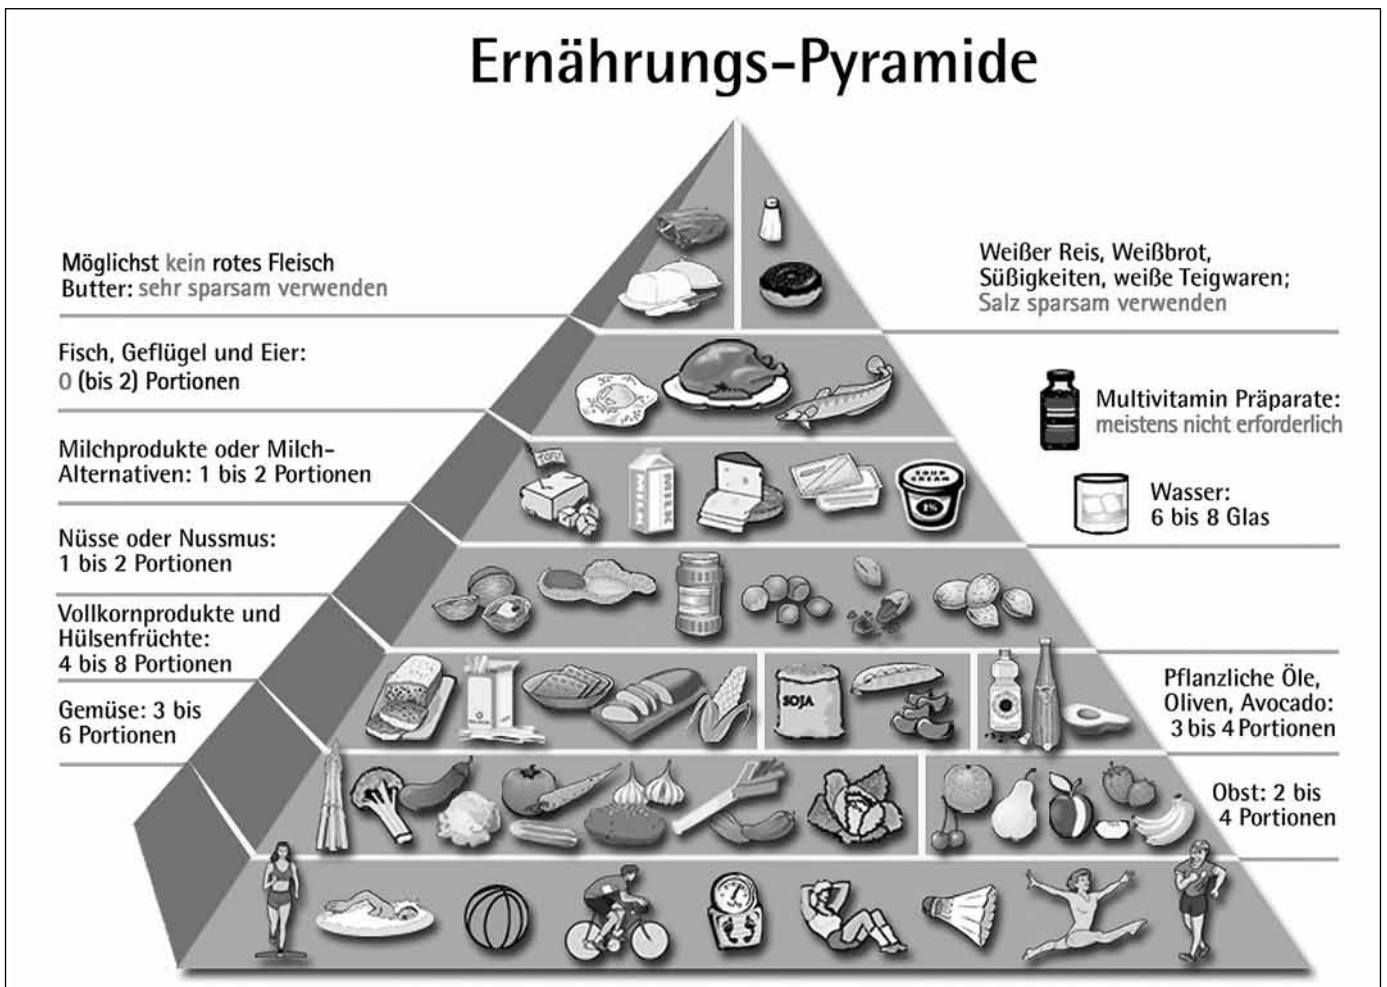 Ernährungs-Pyramide
Möglichst kein rotes Fleisch
Butter: sehr sparsam verwenden
Weißer Reis, Weißbrot,
Süßigkeiten, weiße Teigwaren;
Salz sparsam verwenden
Fisch, Geflügel und Eier:
0 (bis 2) Portionen
Multivitamin Präparate:
meistens nicht erforderlich
Milchprodukte oder Milch-
Alternativen: 1 bis 2 Portionen
TOFU
MILK
MILK
SOUR
CREAM
Wasser:
6 bis 8 Glas
Nüsse oder Nussmus:
1 bis 2 Portionen
Vollkornprodukte und
Hülsenfrüchte:
4 bis 8 Portionen
SOJA
Pflanzliche Öle,
Oliven, Avocado:
3 bis 4 Portionen
Gemüse: 3 bis
6 Portionen
Obst: 2 bis
4 Portionen